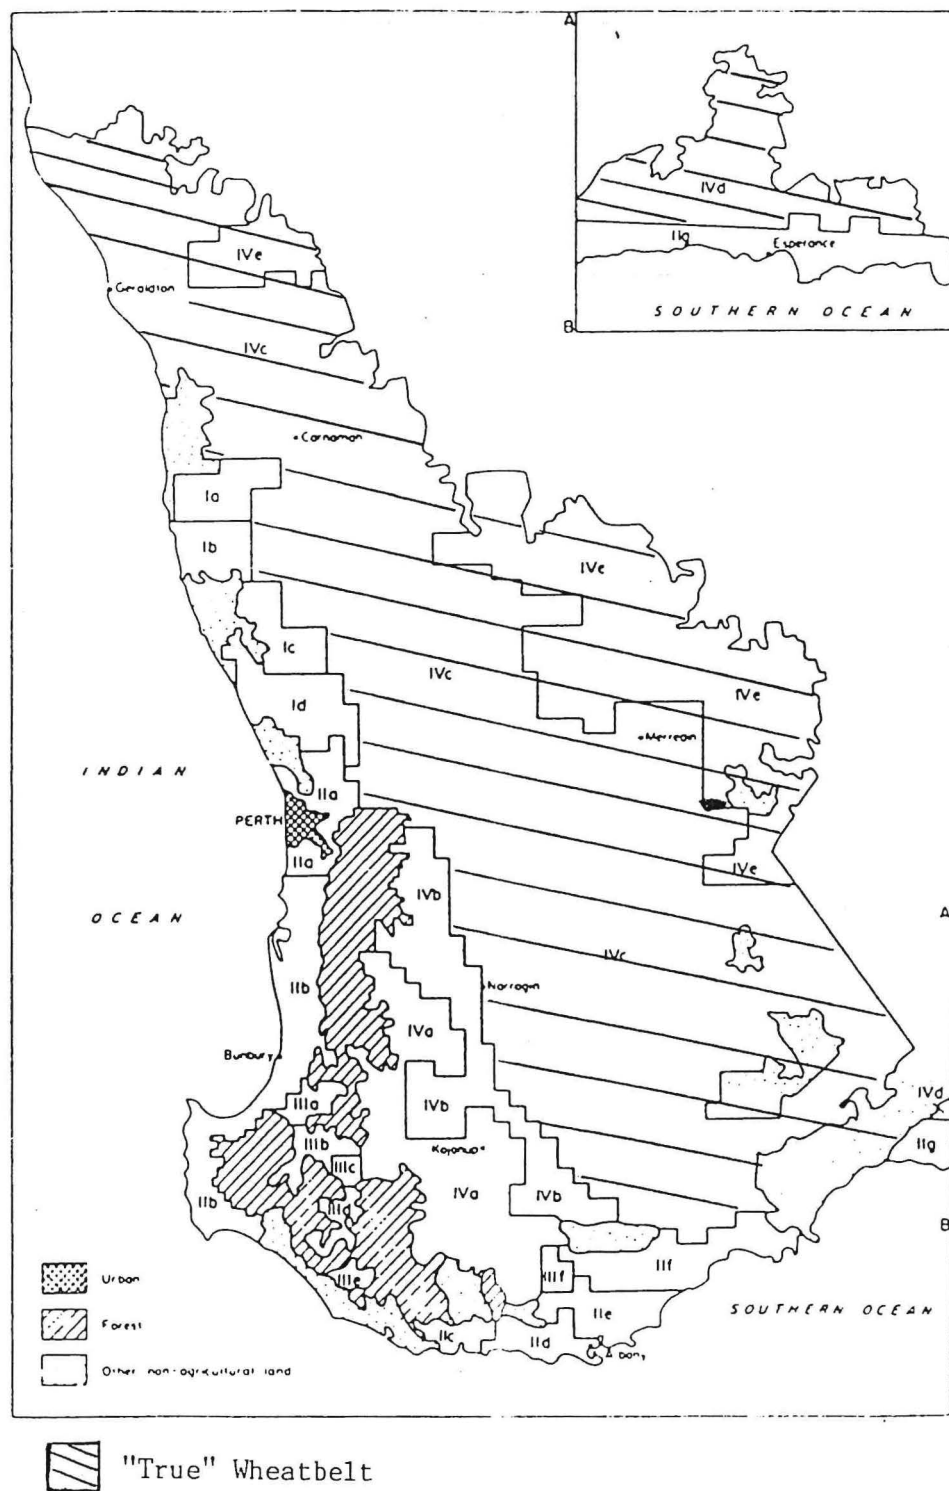 A
IVd
IIg
Esperance
SOUTHERN OCEAN
B
IVe
Geraldton
IVc
Carnamah
Ia
Ib
IVe
Ic
IVc
IVe
Id
Merredin
INDIAN
IIa
PERTH
IIa
IVe
IVb
OCEAN
A
IVc
IIb
Narrogin
IVa
Bunbury
IVd
IIIa
IVb
IIg
IIIb
Kojonup
IIIc
IVa
IIb
IVb
IIId
B
IIf
IIIf
IIIe
Urban
IIe
SOUTHERN OCEAN
Forest
IIc
IId
Albany
Other non-agricultural land
"True" Wheatbelt